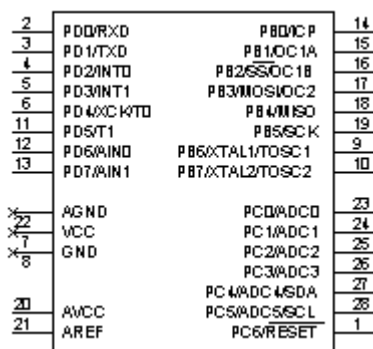 2 PD0/RXD PB0/ICP 14
3 PD1/TXD PB1/OC1A 15
4 PD2/INT0 PB2/SS/OC1B 16
5 PD3/INT1 PB3/MOSI/OC2 17
6 PD4/XCK/T0 PB4/MISO 18
11 PD5/T1 PB5/SCK 19
12 PD6/AIN0 PB6/XTAL1/TOSC1 9
13 PD7/AIN1 PB7/XTAL2/TOSC2 10
AGND PC0/ADC0 23
22 VCC PC1/ADC1 24
7 GND PC2/ADC2 25
8 PC3/ADC3 26
PC4/ADC4/SDA 27
20 AVCC PC5/ADC5/SCL 28
21 AREF PC6/RESET 1